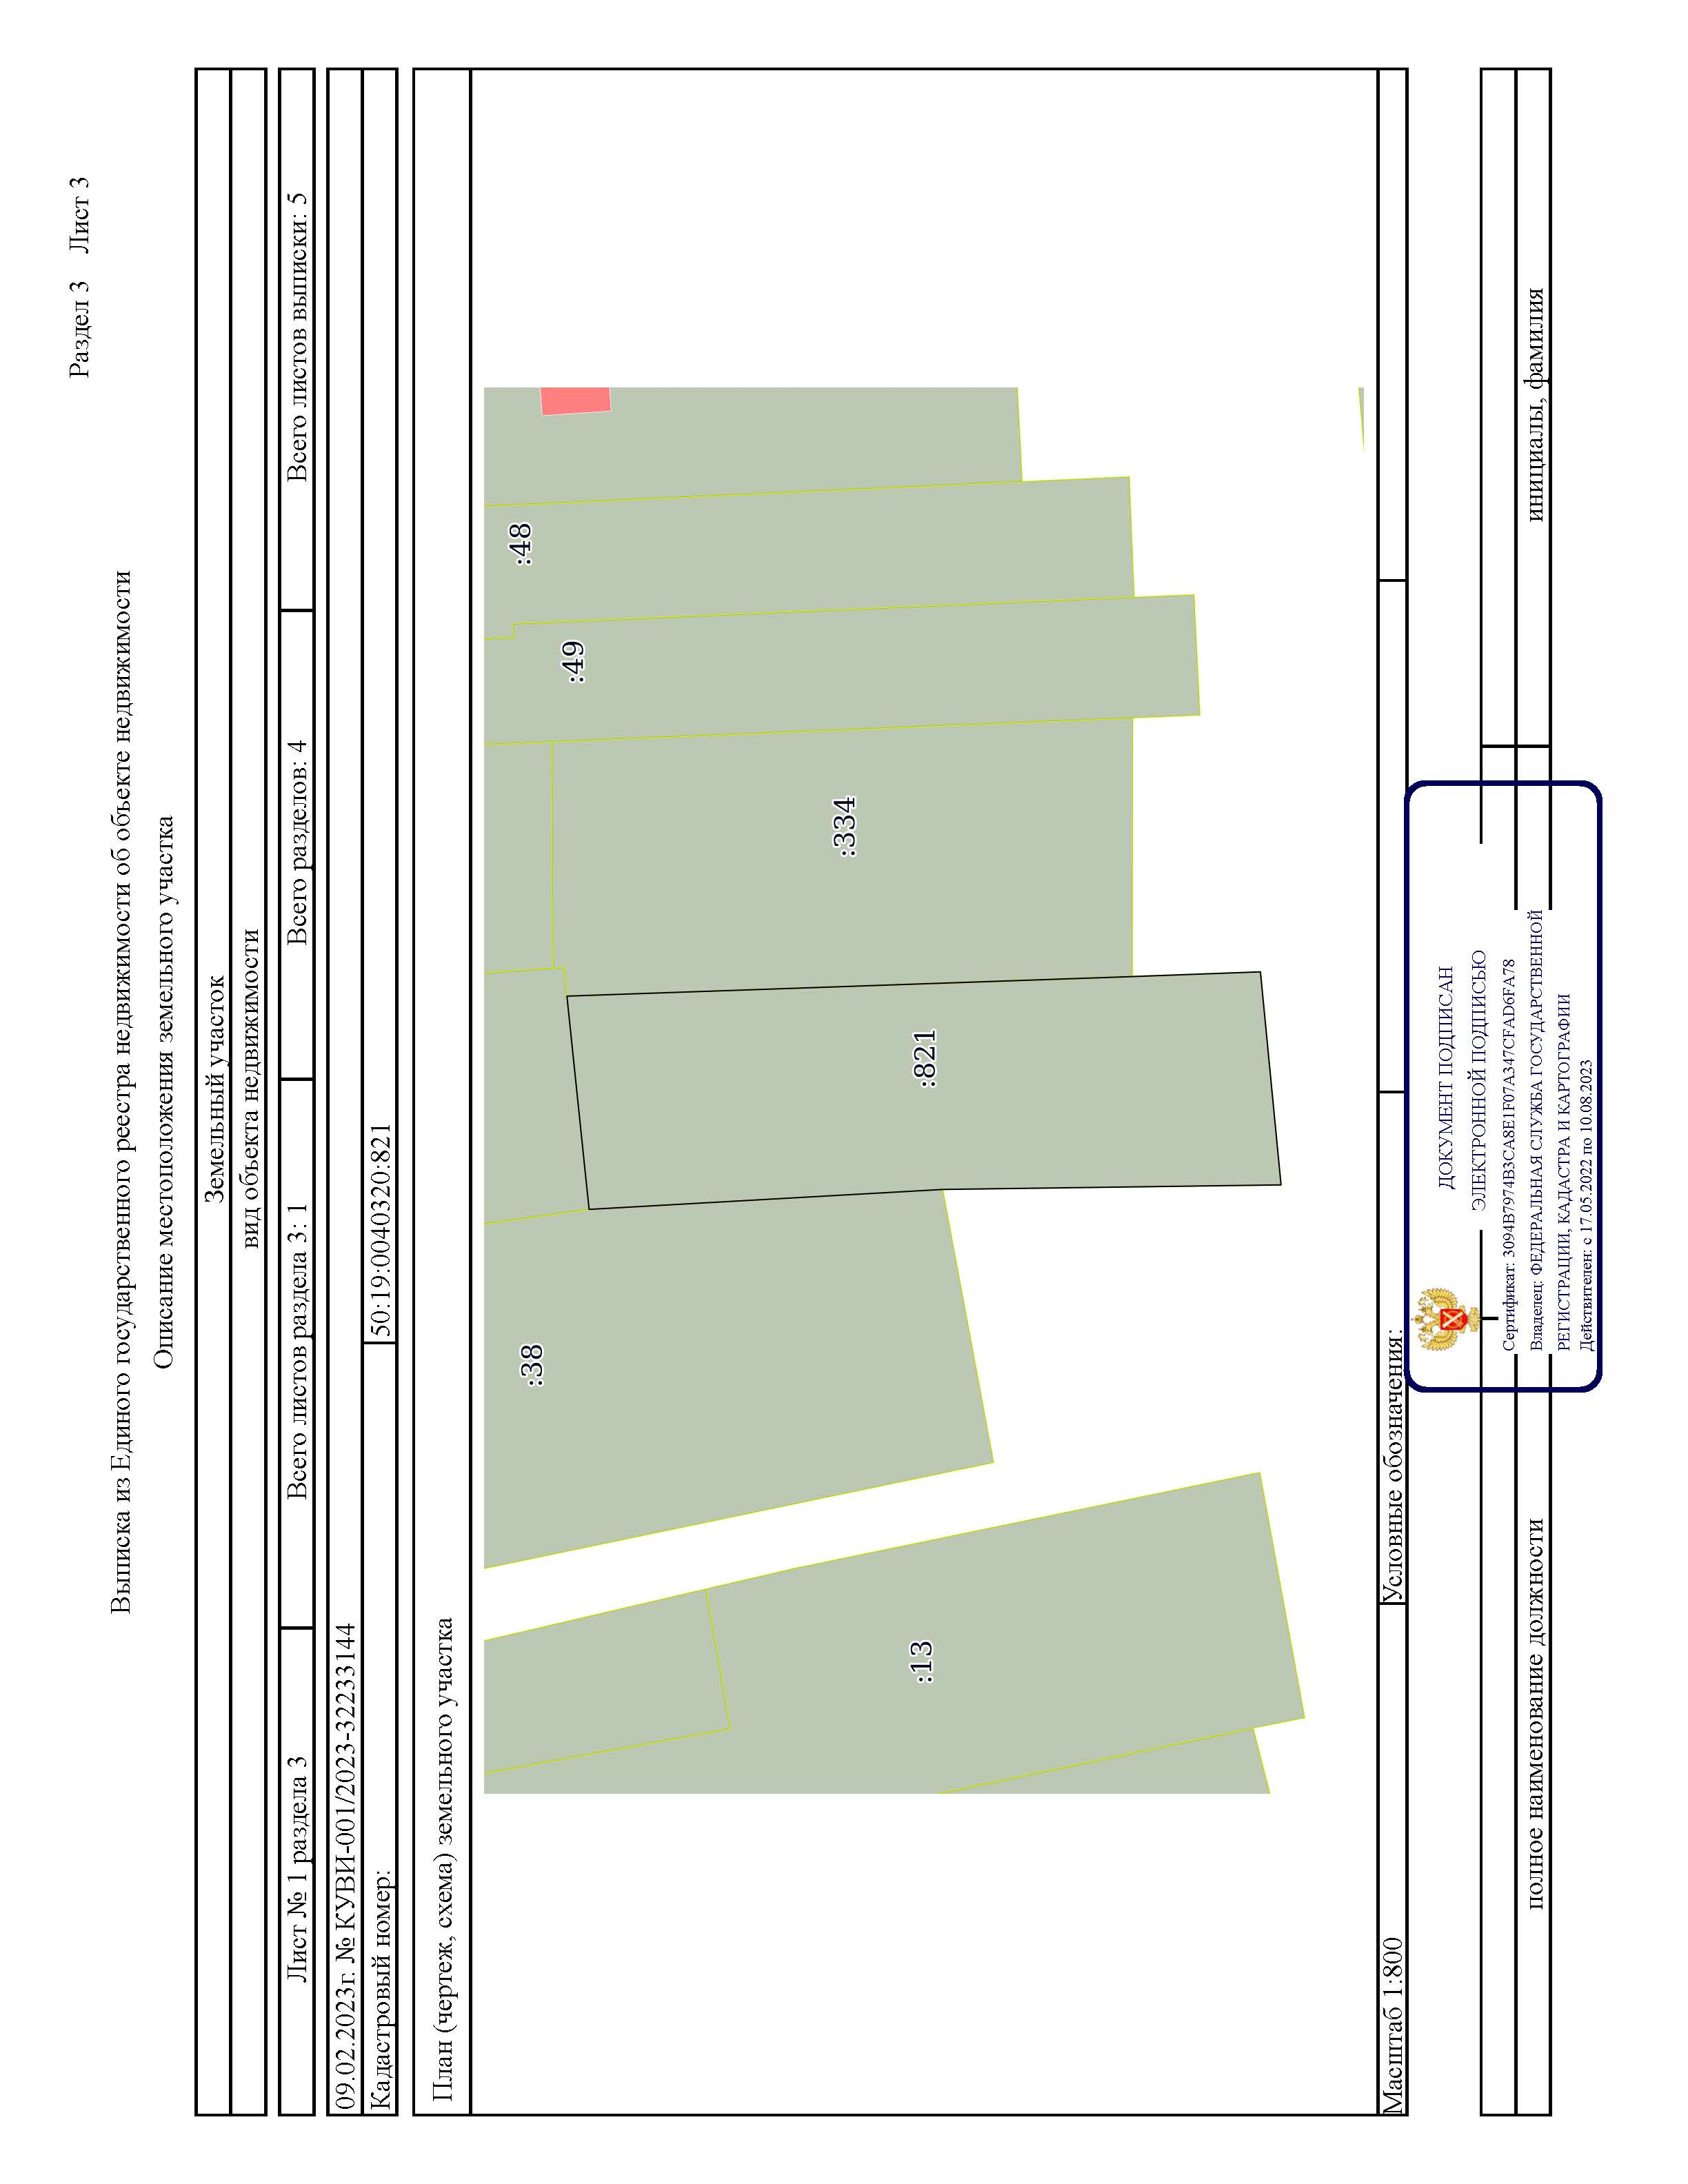 Раздел 3 Лист 3
Выписка из Единого государственного реестра недвижимости об объекте недвижимости
Описание местоположения земельного участка
Земельный участок
вид объекта недвижимости
Лист № 1 раздела 3 Всего листов раздела 3: 1 Всего разделов: 4 Всего листов выписки: 5
09.02.2023г. № КУВИ-001/2023-32233144
Кадастровый номер: 50:19:0040320:821
План (чертеж, схема) земельного участка
:48
:38
:49
:334
:13
:821
Масштаб 1:800 Условные обозначения:
ДОКУМЕНТ ПОДПИСАН
ЭЛЕКТРОННОЙ ПОДПИСЬЮ
Сертификат: 3094B7974B3CA8E1F07A347CFAD6FA78
Владелец: ФЕДЕРАЛЬНАЯ СЛУЖБА ГОСУДАРСТВЕННОЙ
РЕГИСТРАЦИИ, КАДАСТРА И КАРТОГРАФИИ
Действителен: с 17.05.2022 по 10.08.2023
полное наименование должности инициалы, фамилия